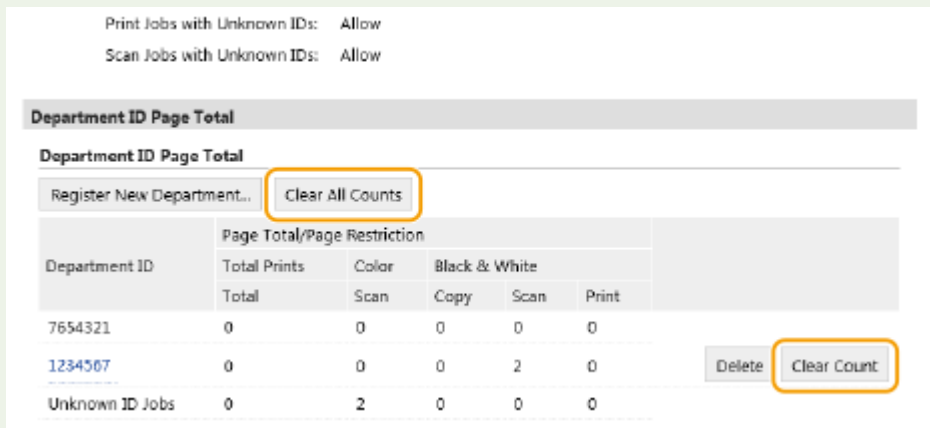 Print Jobs with Unknown IDs: Allow
Scan Jobs with Unknown IDs: Allow
Department ID Page Total
Department ID Page Total
Register New Department... Clear All Counts
Page Total/Page Restriction
Department ID Total Prints Color Black & White
Total Scan Copy Scan Print
7654321 0 0 0 0 0
1234567 0 0 0 2 0 Delete Clear Count
Unknown ID Jobs 0 2 0 0 0